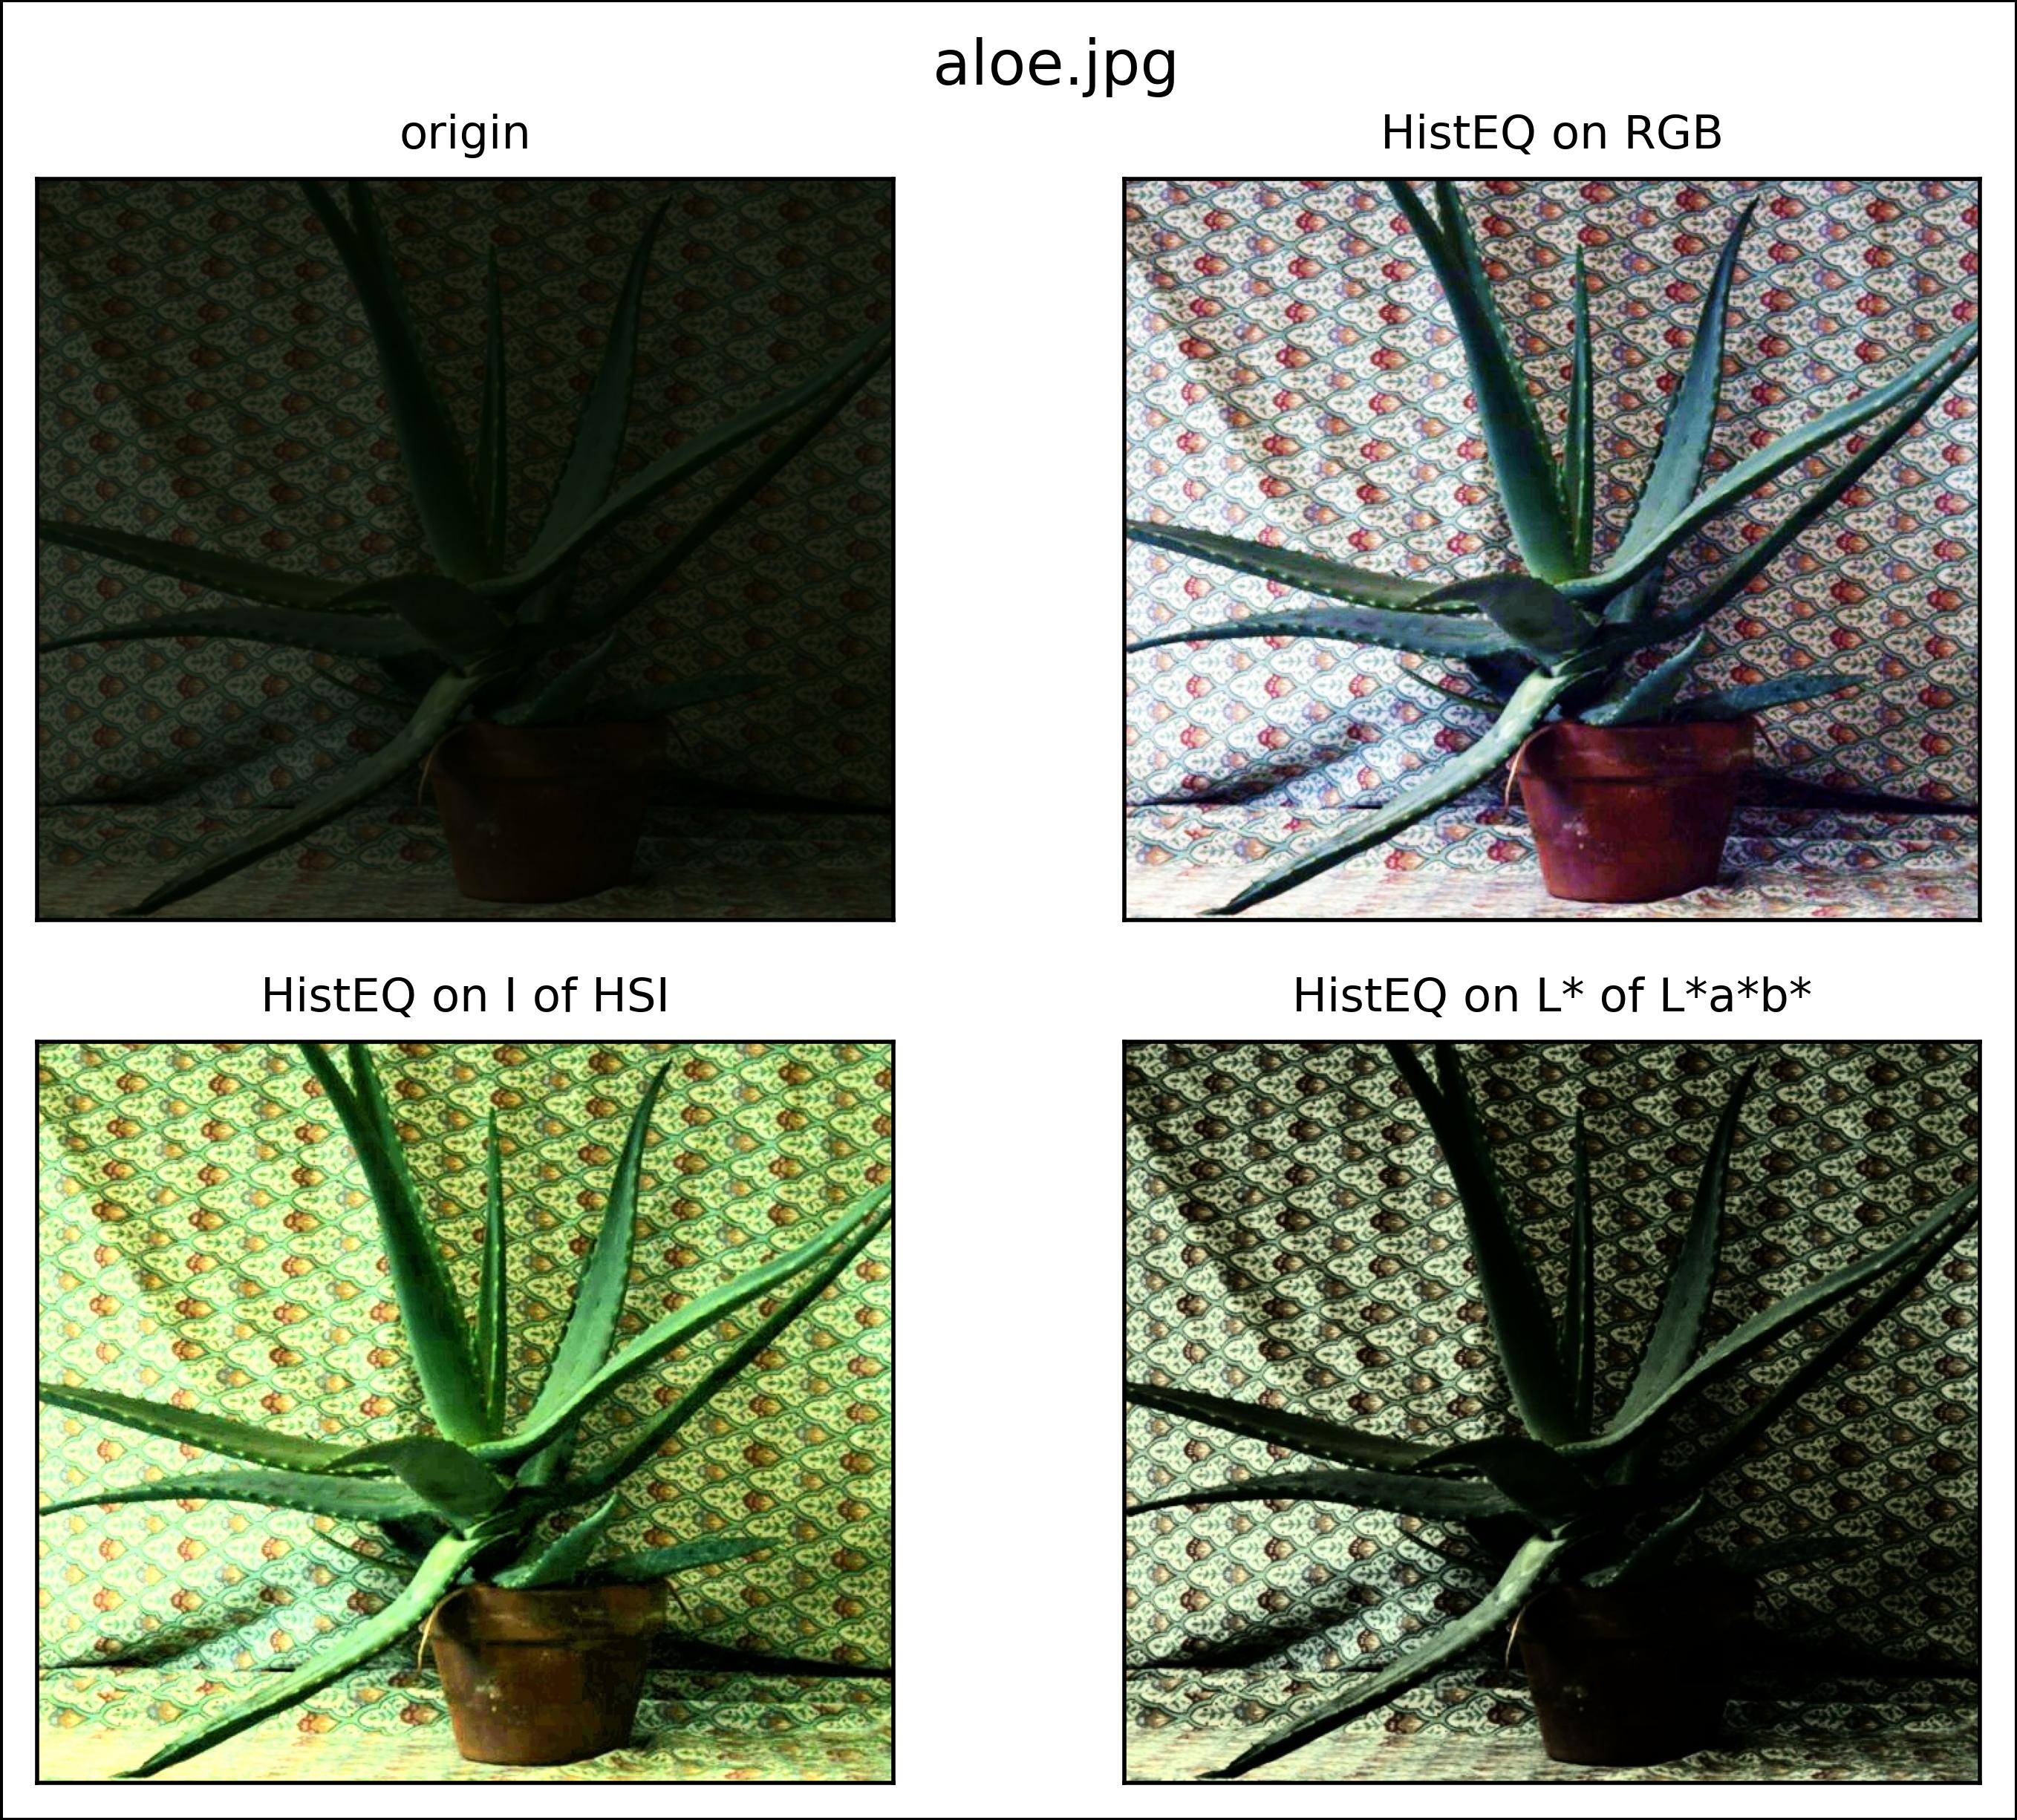 aloe.jpg
origin
HistEQ on RGB
HistEQ on I of HSI
HistEQ on L* of L*a*b*